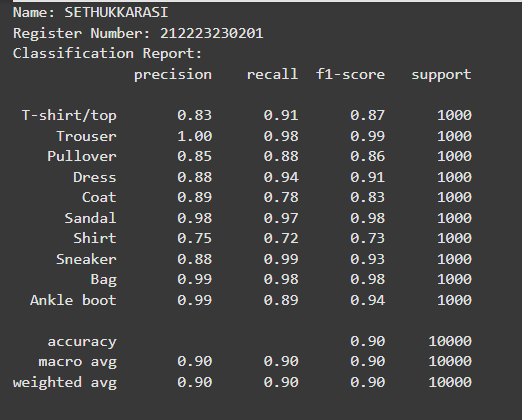 Name: SETHUKKARASI
Register Number: 212223230201
Classification Report:
precision recall f1-score support
T-shirt/top 0.83 0.91 0.87 1000
Trouser 1.00 0.98 0.99 1000
Pullover 0.85 0.88 0.86 1000
Dress 0.88 0.94 0.91 1000
Coat 0.89 0.78 0.83 1000
Sandal 0.98 0.97 0.98 1000
Shirt 0.75 0.72 0.73 1000
Sneaker 0.88 0.99 0.93 1000
Bag 0.99 0.98 0.98 1000
Ankle boot 0.99 0.89 0.94 1000
accuracy 0.90 10000
macro avg 0.90 0.90 0.90 10000
weighted avg 0.90 0.90 0.90 10000